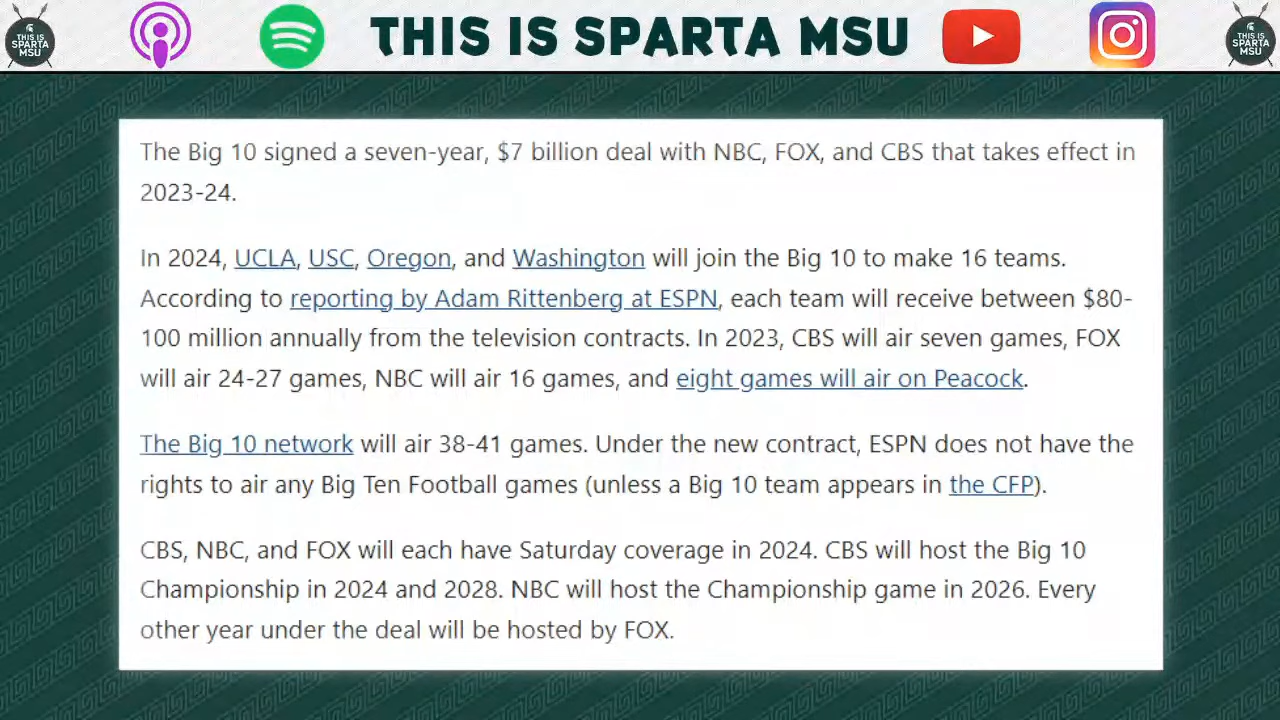 THIS IS SPARTA MSU
THIS IS SPARTA MSU
THIS IS SPARTA MSU
The Big 10 signed a seven-year, $7 billion deal with NBC, FOX, and CBS that takes effect in
2023-24.
In 2024, UCLA, USC, Oregon, and Washington will join the Big 10 to make 16 teams.
According to reporting by Adam Rittenberg at ESPN, each team will receive between $80-
100 million annually from the television contracts. In 2023, CBS will air seven games, FOX
will air 24-27 games, NBC will air 16 games, and eight games will air on Peacock.
The Big 10 network will air 38-41 games. Under the new contract, ESPN does not have the
rights to air any Big Ten Football games (unless a Big 10 team appears in the CFP).
CBS, NBC, and FOX will each have Saturday coverage in 2024. CBS will host the Big 10
Championship in 2024 and 2028. NBC will host the Championship game in 2026. Every
other year under the deal will be hosted by FOX.